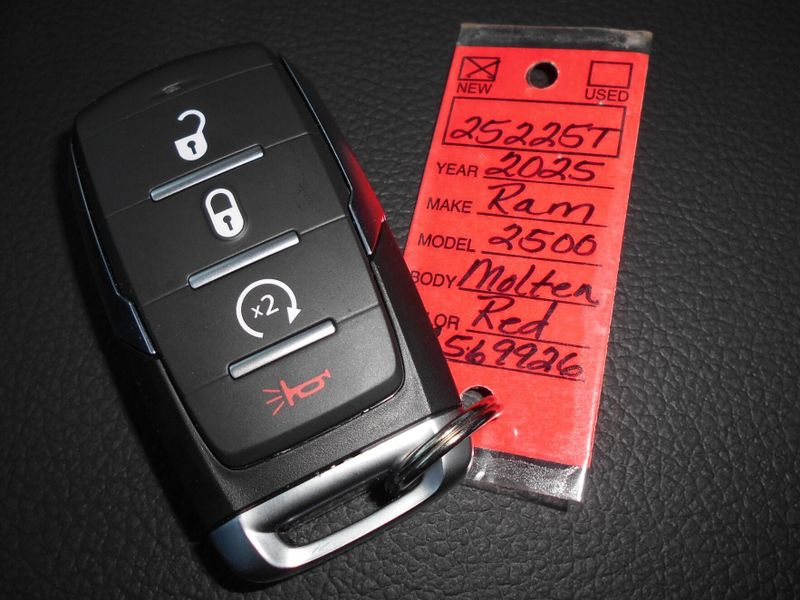 x2
NEW USED
25225T
YEAR 2025
MAKE Ram
MODEL 2500
BODY Molten
LOR Red
569926